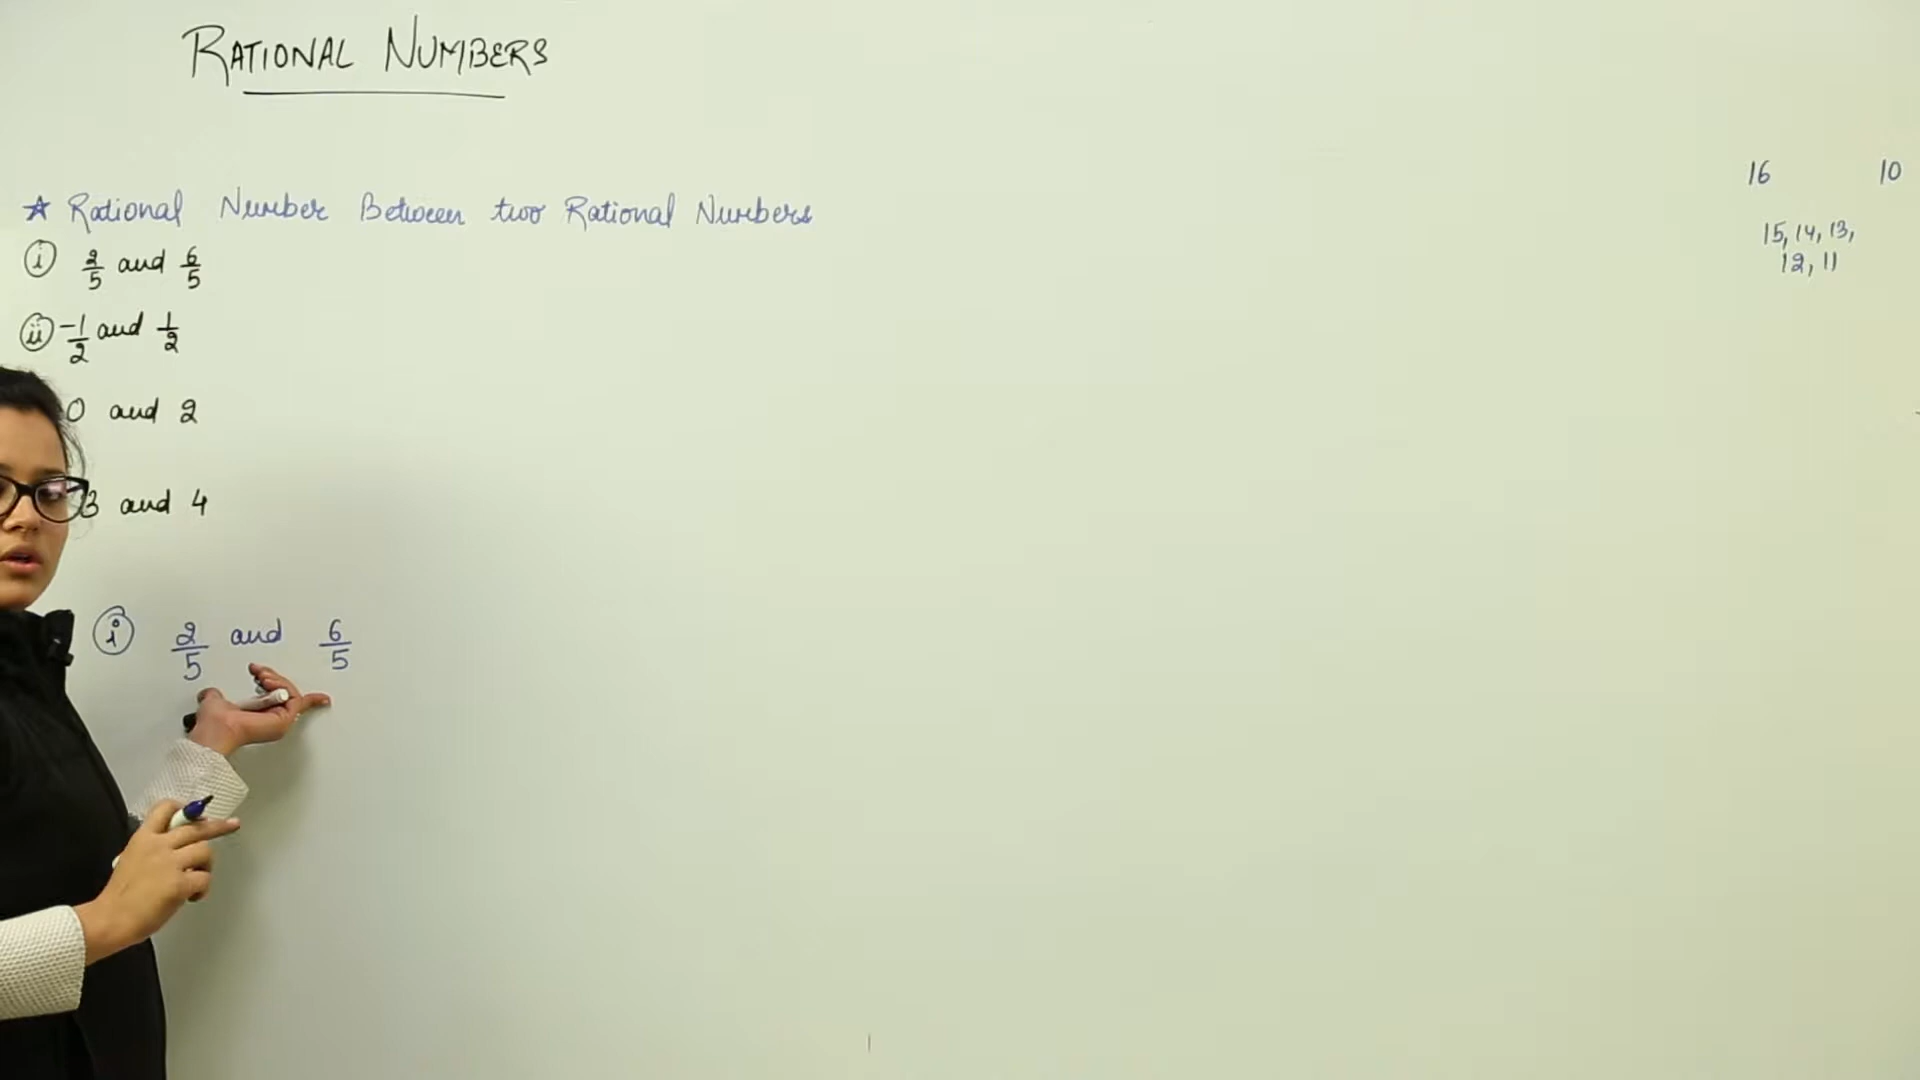 RATIONAL NUMBERS
☆ Rational Number Between two Rational Numbers
(i) 2/5 and 6/5
(ii) -1/2 and 1/2
0 and 2
3 and 4
(i) 2/5 and 6/5
16 10
15, 14, 13,
12, 11